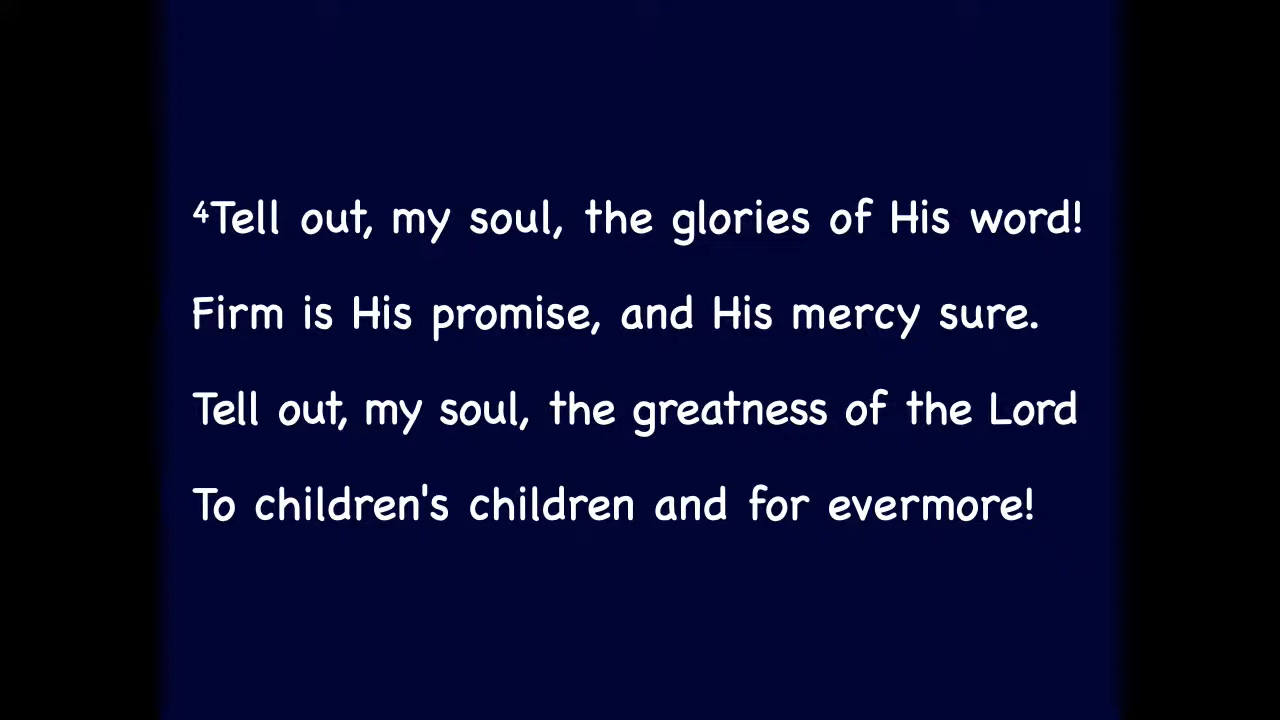 ⁴Tell out, my soul, the glories of His word!
Firm is His promise, and His mercy sure.
Tell out, my soul, the greatness of the Lord
To children's children and for evermore!